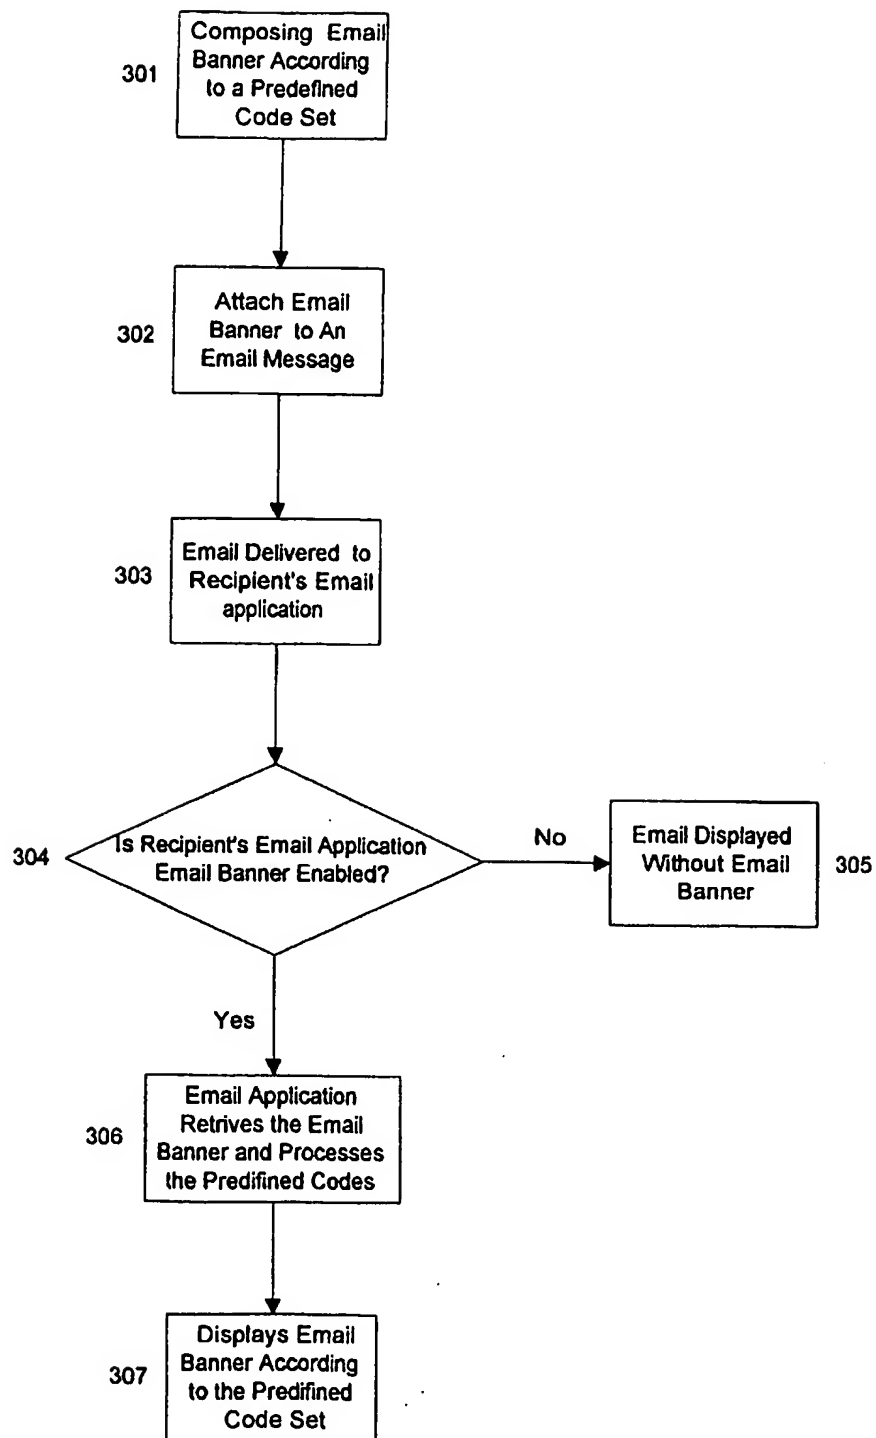 301
Composing Email
Banner According
to a Predefined
Code Set
302
Attach Email
Banner to An
Email Message
303
Email Delivered to
Recipient's Email
application
304
Is Recipient's Email Application
Email Banner Enabled?
No
Email Displayed
Without Email
Banner
305
Yes
306
Email Application
Retrives the Email
Banner and Processes
the Predifined Codes
307
Displays Email
Banner According
to the Predifined
Code Set